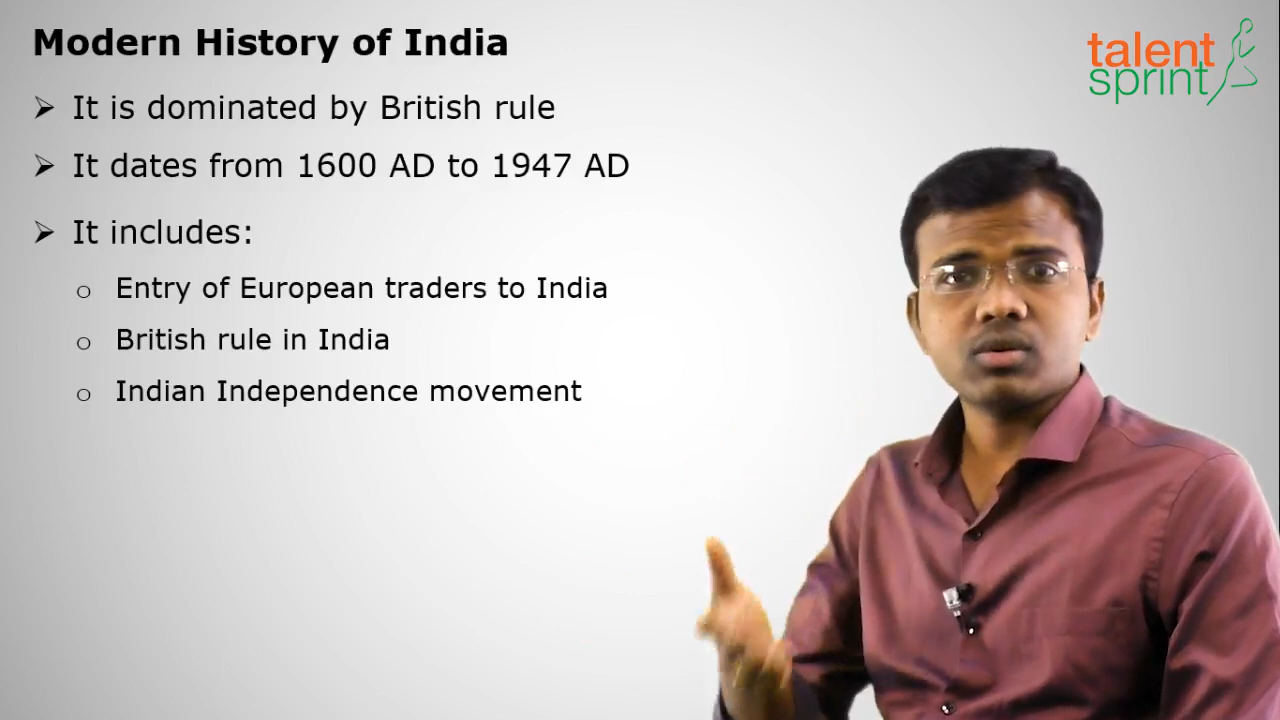 Modern History of India
talent
sprint
➢ It is dominated by British rule
➢ It dates from 1600 AD to 1947 AD
➢ It includes:
o Entry of European traders to India
o British rule in India
o Indian Independence movement